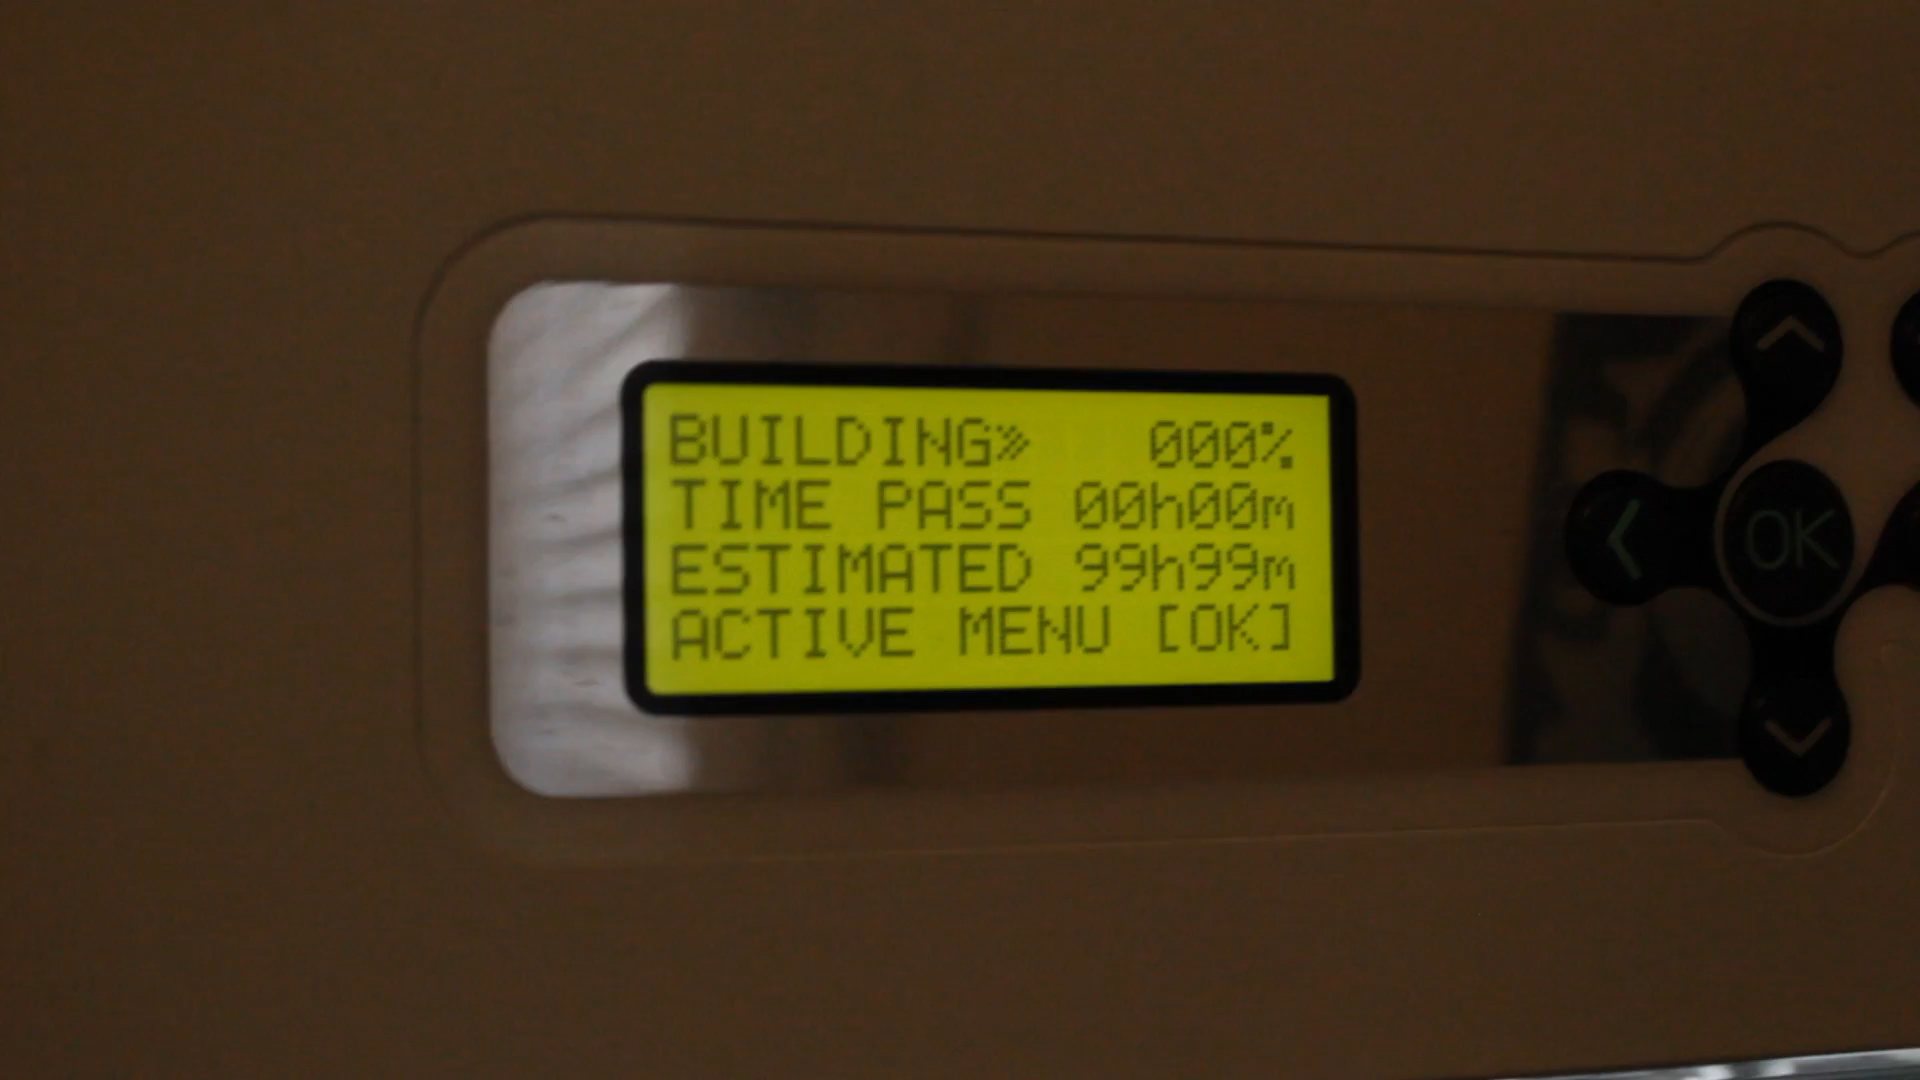 BUILDING» 000%
TIME PASS 00h00m
ESTIMATED 99h99m
ACTIVE MENU [OK]
OK